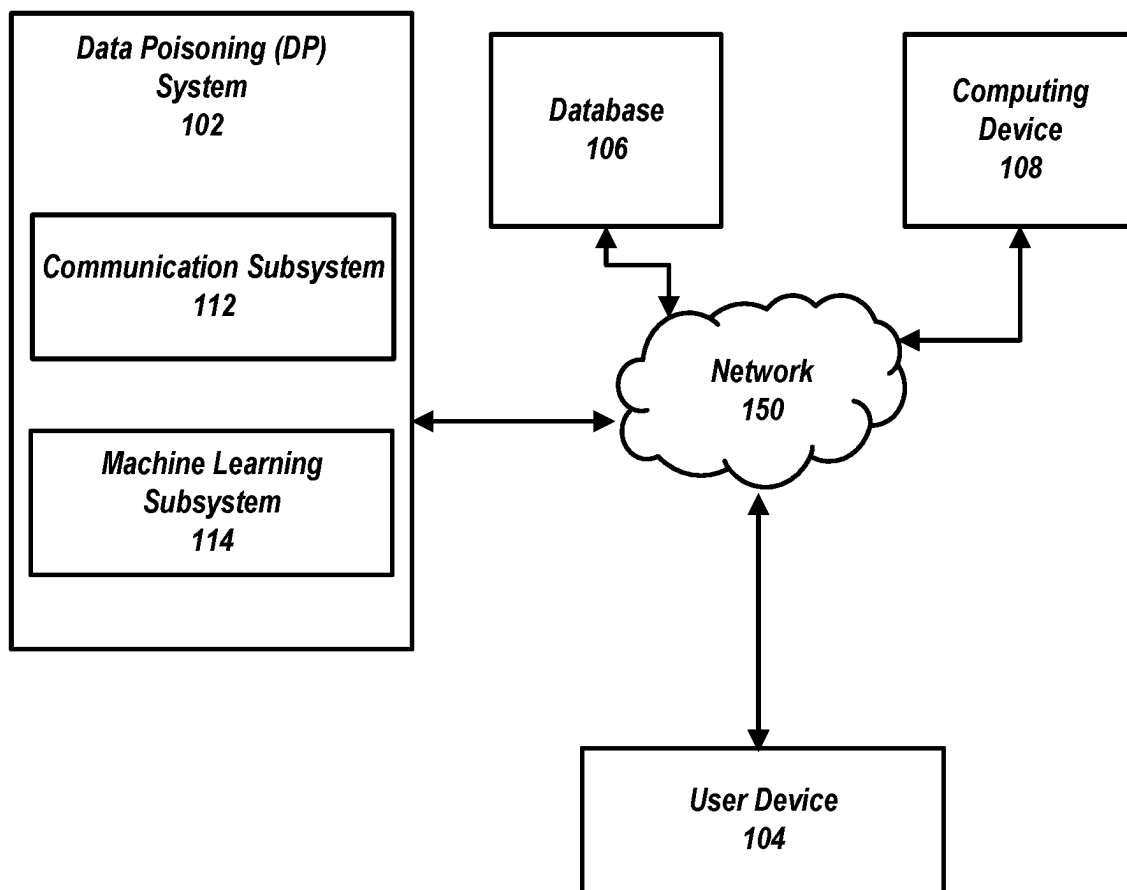 Data Poisoning (DP)
System
102
Communication Subsystem
112
Machine Learning
Subsystem
114
Database
106
Computing
Device
108
Network
150
User Device
104